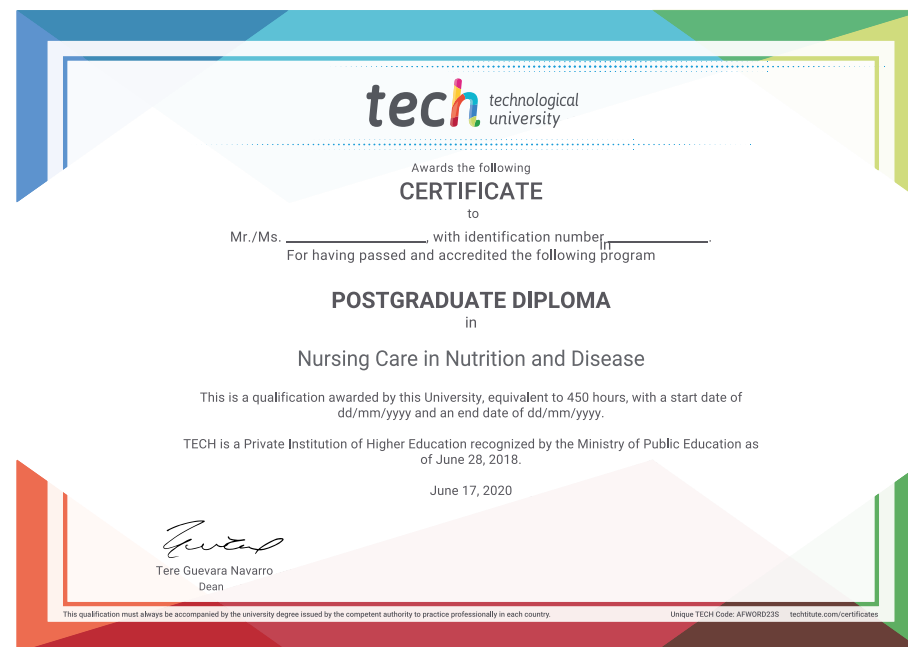 tech technological
university
Awards the following
CERTIFICATE
to
Mr./Ms. ____________, with identification number ____________.
In
For having passed and accredited the following program
POSTGRADUATE DIPLOMA
in
Nursing Care in Nutrition and Disease
This is a qualification awarded by this University, equivalent to 450 hours, with a start date of
dd/mm/yyyy and an end date of dd/mm/yyyy.
TECH is a Private Institution of Higher Education recognized by the Ministry of Public Education as
of June 28, 2018.
June 17, 2020
Tere Guevara Navarro
Dean
This qualification must always be accompanied by the university degree issued by the competent authority to practice professionally in each country.
Unique TECH Code: AFWORD23S techtitute.com/certificates